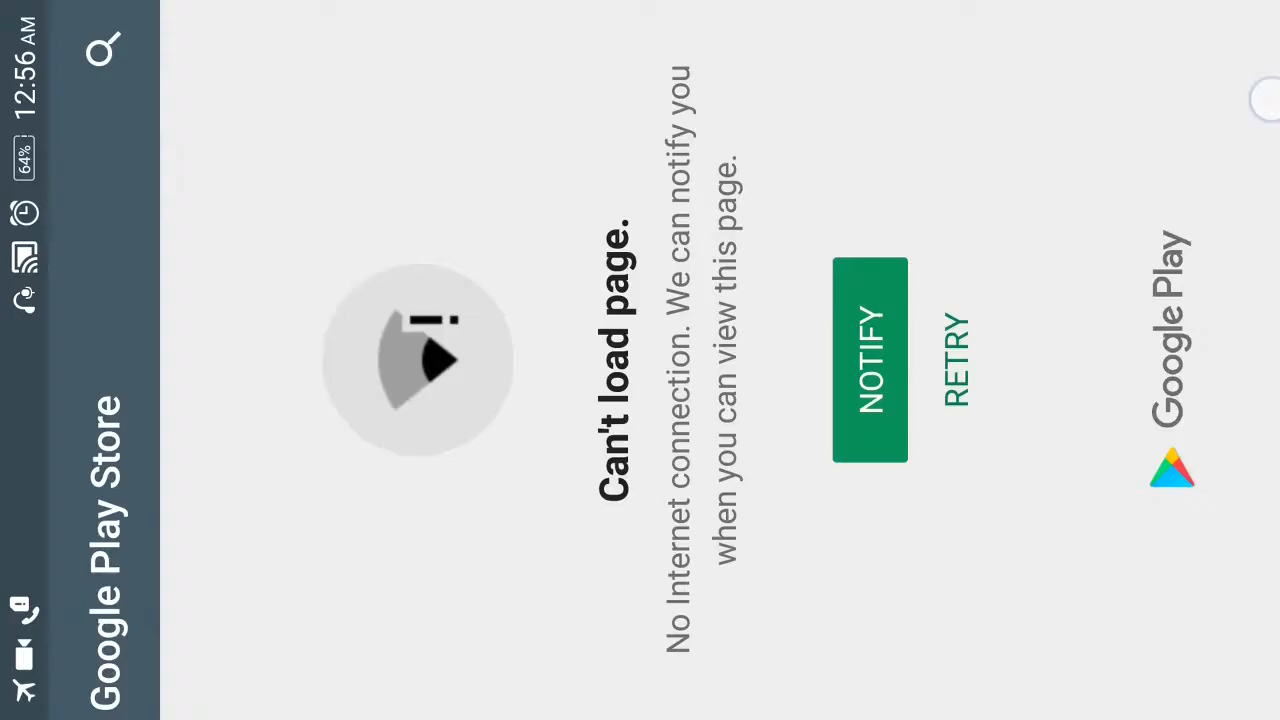 64% 12:56 AM
Google Play Store
Can't load page.
No Internet connection. We can notify you
when you can view this page.
NOTIFY
RETRY
Google Play